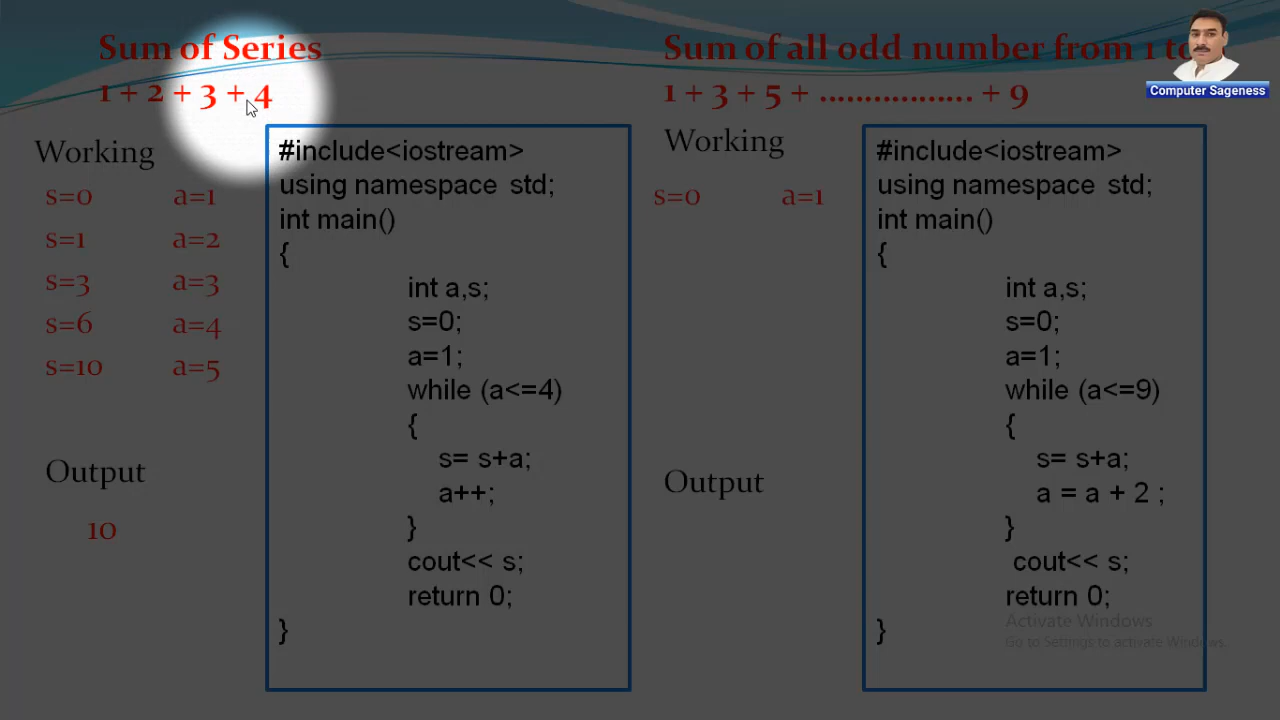 Sum of Series
1 + 2 + 3 + 4
Working
s=0 a=1
s=1 a=2
s=3 a=3
s=6 a=4
s=10 a=5
Output
10
#include<iostream>
using namespace std;
int main()
{
int a,s;
s=0;
a=1;
while (a<=4)
{
s= s+a;
a++;
}
cout<< s;
return 0;
}
Sum of all odd number from 1 to
1 + 3 + 5 + ................. + 9
Working
s=0 a=1
Output
#include<iostream>
using namespace std;
int main()
{
int a,s;
s=0;
a=1;
while (a<=9)
{
s= s+a;
a = a + 2 ;
}
cout<< s;
return 0;
}
Computer Sageness
Activate Windows
Go to Settings to activate Windows.